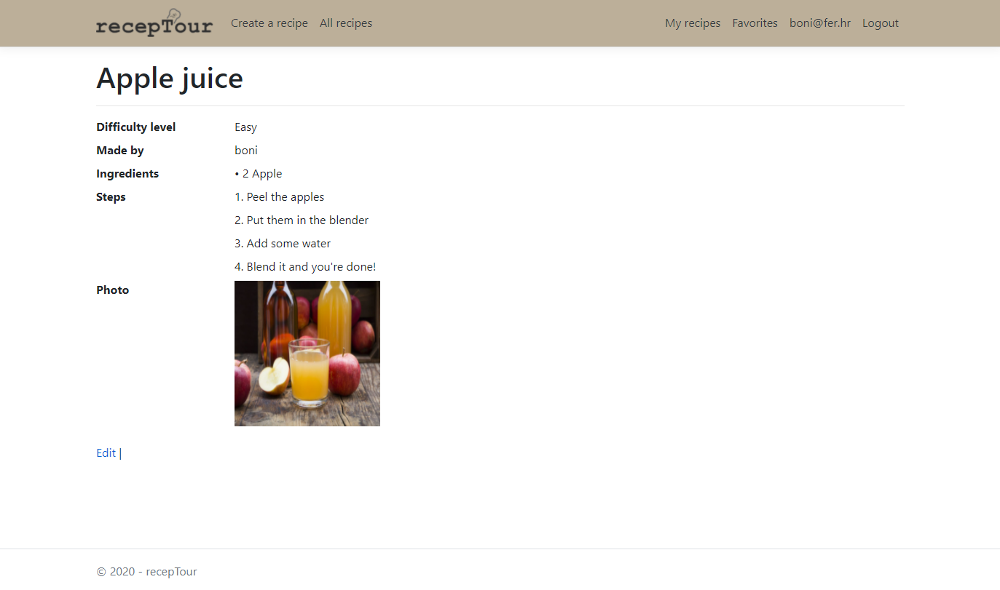 recepTour Create a recipe All recipes My recipes Favorites boni@fer.hr Logout
Apple juice
Difficulty level Easy
Made by boni
Ingredients • 2 Apple
Steps 1. Peel the apples
2. Put them in the blender
3. Add some water
4. Blend it and you're done!
Photo
Edit |
© 2020 - recepTour